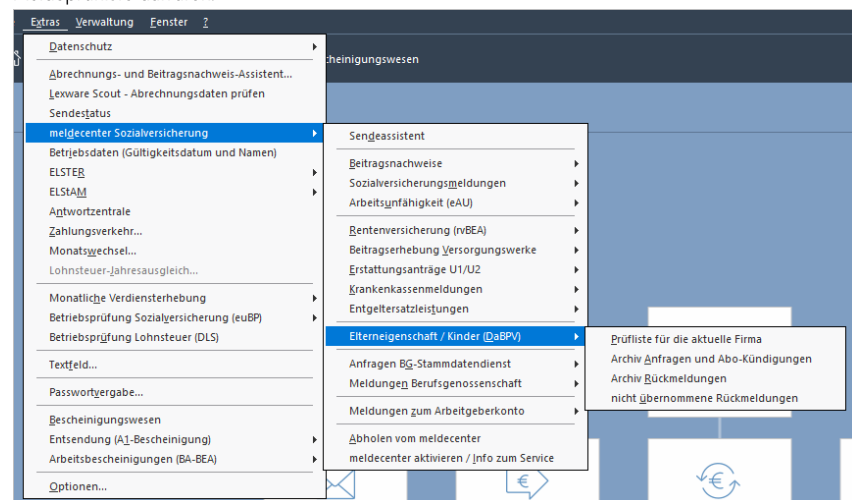 Extras Verwaltung Fenster ?
Datenschutz
Abrechnungs- und Beitragsnachweis-Assistent...
Lexware Scout - Abrechnungsdaten prüfen
Sendestatus
meldecenter Sozialversicherung
Betriebsdaten (Gültigkeitsdatum und Namen)
ELSTER
ELStAM
Antwortzentrale
Zahlungsverkehr...
Monatswechsel...
Lohnsteuer-Jahresausgleich...
Monatliche Verdiensterhebung
Betriebsprüfung Sozialversicherung (euBP)
Betriebsprüfung Lohnsteuer (DLS)
Textfeld...
Passwortvergabe...
Bescheinigungswesen
Entsendung (A1-Bescheinigung)
Arbeitsbescheinigungen (BA-BEA)
Optionen...
cheinigungswesen
Sendeassistent
Beitragsnachweise
Sozialversicherungsmeldungen
Arbeitsunfähigkeit (eAU)
Rentenversicherung (rvBEA)
Beitragserhebung Versorgungswerke
Erstattungsanträge U1/U2
Krankenkassenmeldungen
Entgeltersatzleistungen
Elterneigenschaft / Kinder (DaBPV)
Anfragen BG-Stammdatendienst
Meldungen Berufsgenossenschaft
Meldungen zum Arbeitgeberkonto
Abholen vom meldecenter
meldecenter aktivieren / Info zum Service
Prüfliste für die aktuelle Firma
Archiv Anfragen und Abo-Kündigungen
Archiv Rückmeldungen
nicht übernommene Rückmeldungen